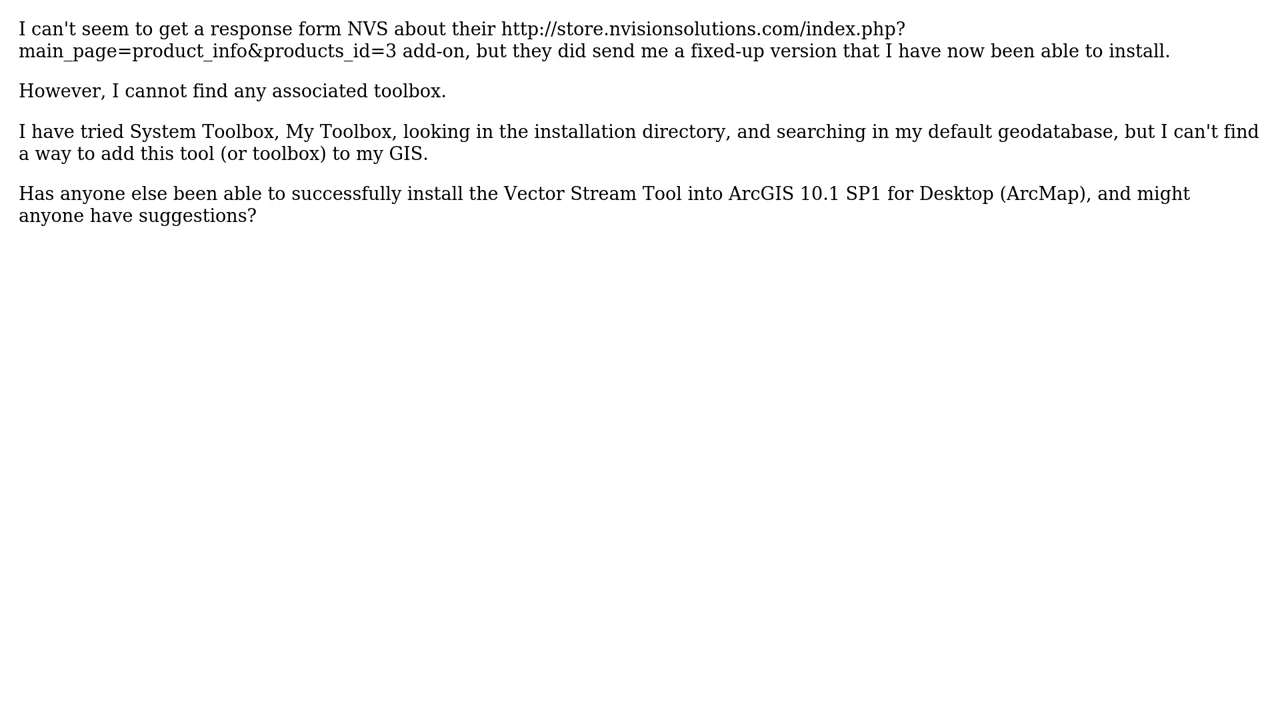 I can't seem to get a response form NVS about their http://store.nvisionsolutions.com/index.php?
main_page=product_info&products_id=3 add-on, but they did send me a fixed-up version that I have now been able to install.
However, I cannot find any associated toolbox.
I have tried System Toolbox, My Toolbox, looking in the installation directory, and searching in my default geodatabase, but I can't find
a way to add this tool (or toolbox) to my GIS.
Has anyone else been able to successfully install the Vector Stream Tool into ArcGIS 10.1 SP1 for Desktop (ArcMap), and might
anyone have suggestions?